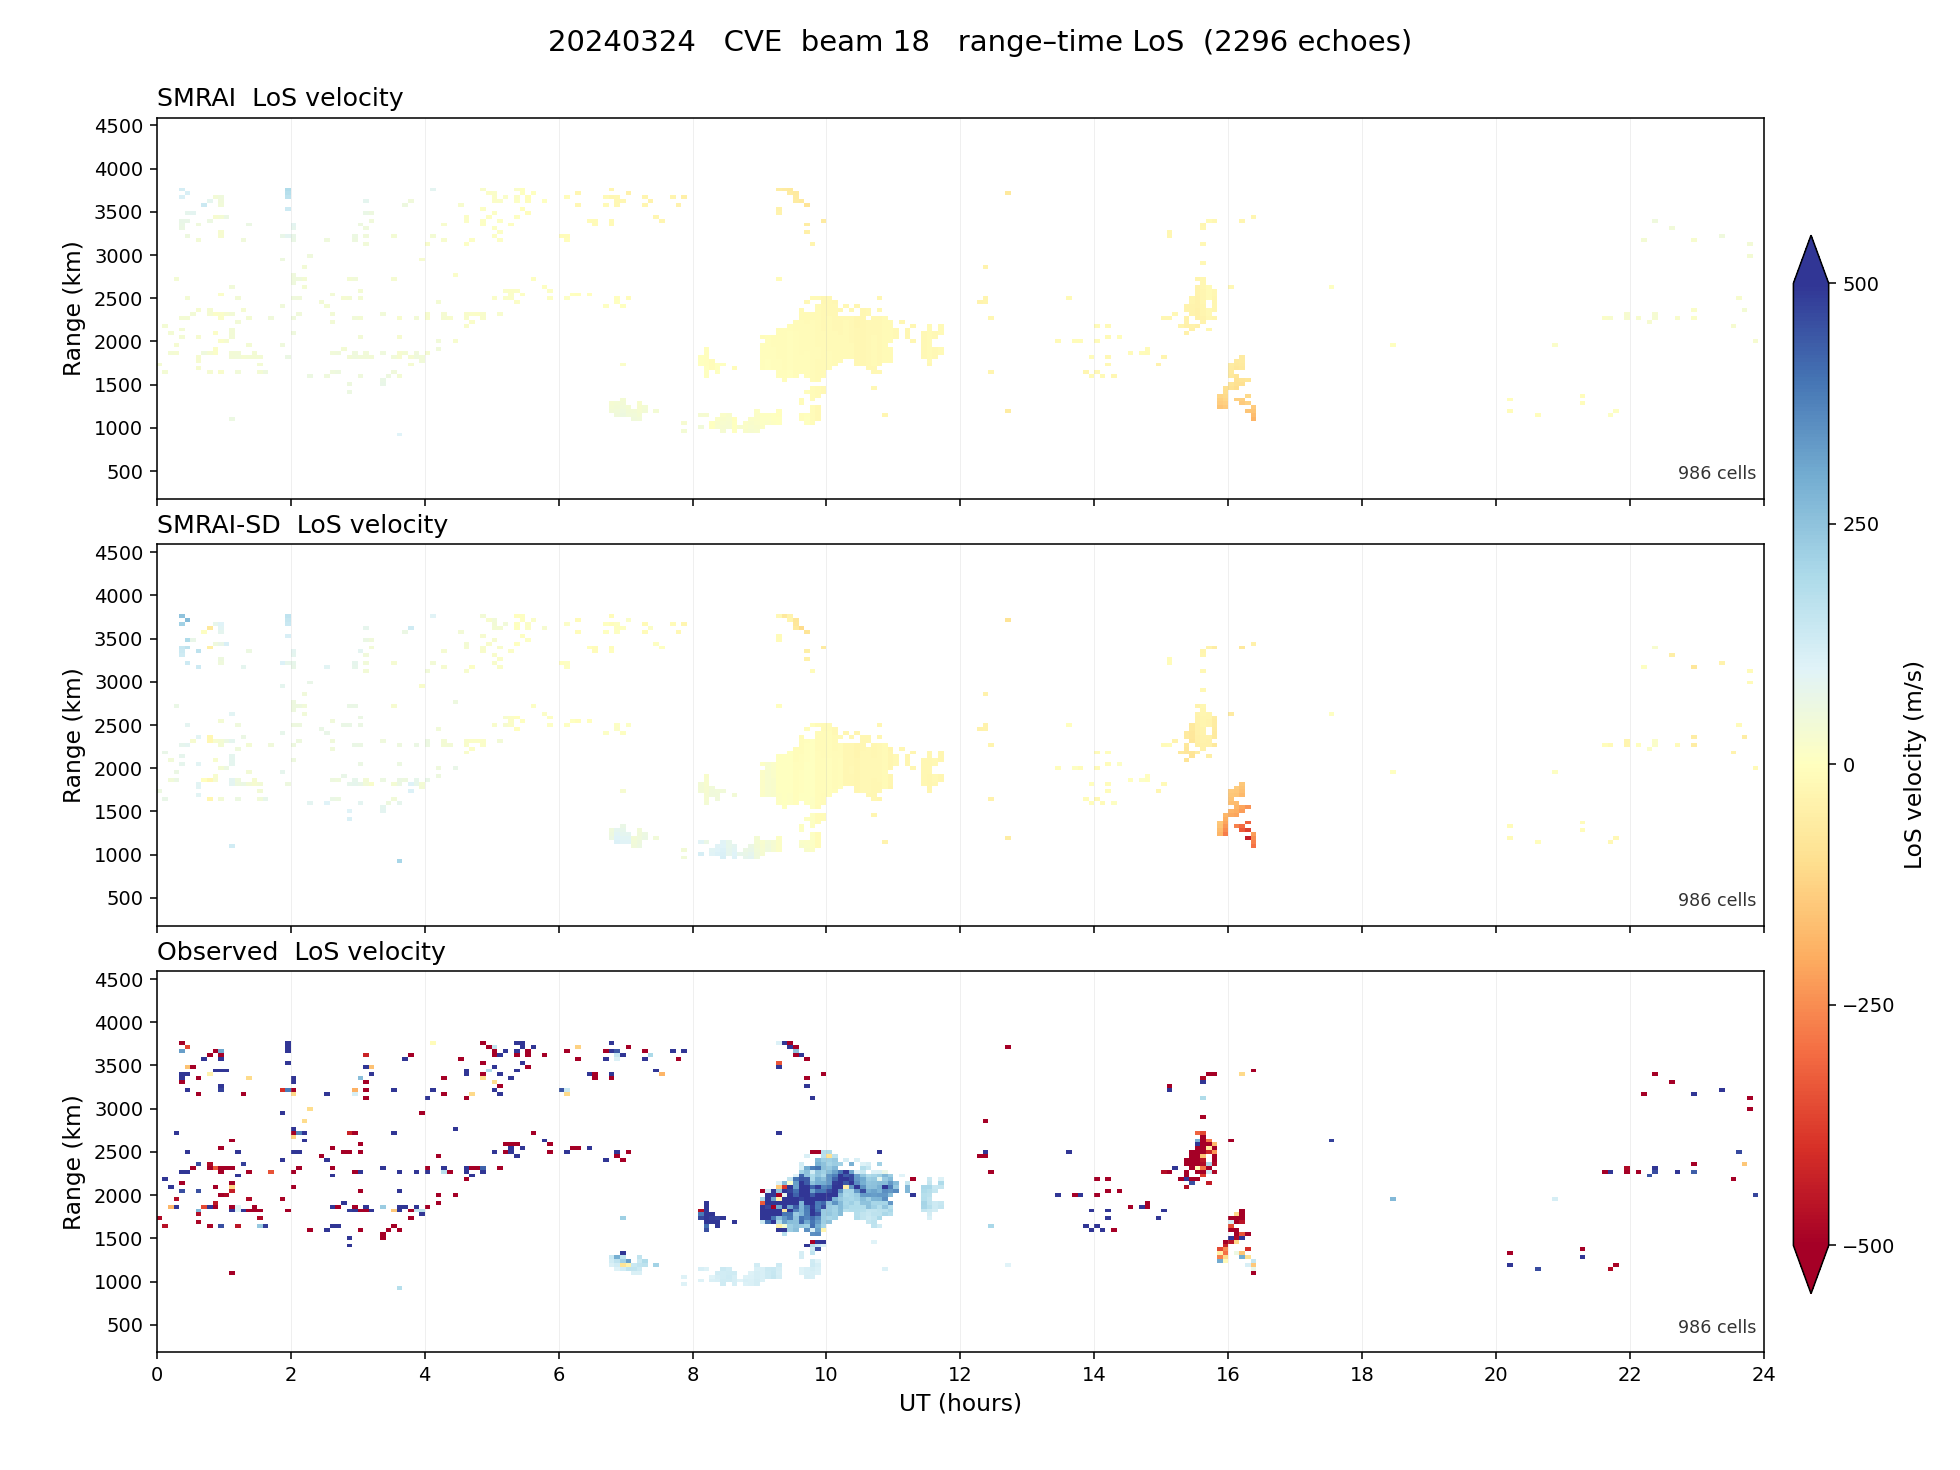 20240324   CVE  beam 18   range–time LoS  (2296 echoes)
SMRAI  LoS velocity
4500
4000
3500
3000
2500
2000
1500
1000
500
Range (km)
986 cells
SMRAI-SD  LoS velocity
4500
4000
3500
3000
2500
2000
1500
1000
500
Range (km)
986 cells
Observed  LoS velocity
4500
4000
3500
3000
2500
2000
1500
1000
500
Range (km)
986 cells
0 2 4 6 8 10 12 14 16 18 20 22 24
UT (hours)
500
250
0
−250
−500
LoS velocity (m/s)